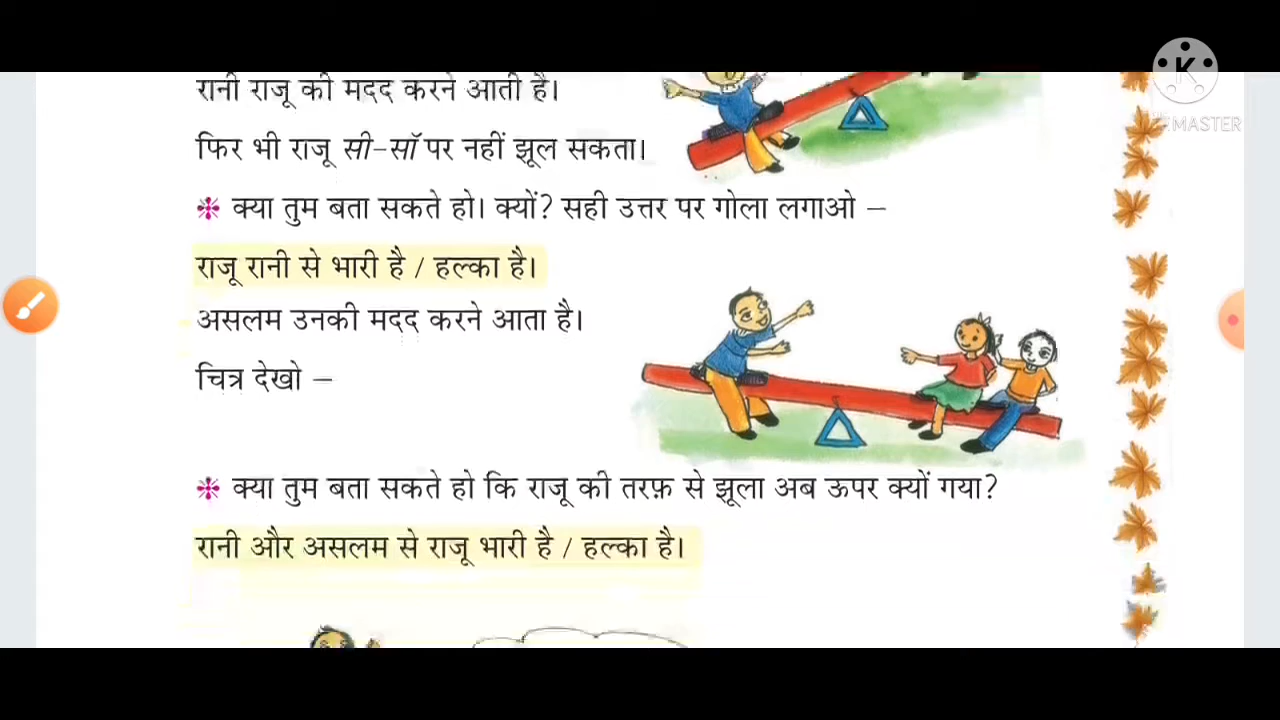 रानी राजू की मदद करने आती है।
फिर भी राजू सी-सॉ पर नहीं झूल सकता।
क्या तुम बता सकते हो। क्यों? सही उत्तर पर गोला लगाओ –
राजू रानी से भारी है / हल्का है।
असलम उनकी मदद करने आता है।
चित्र देखो –
क्या तुम बता सकते हो कि राजू की तरफ़ से झूला अब ऊपर क्यों गया?
रानी और असलम से राजू भारी है / हल्का है।
K